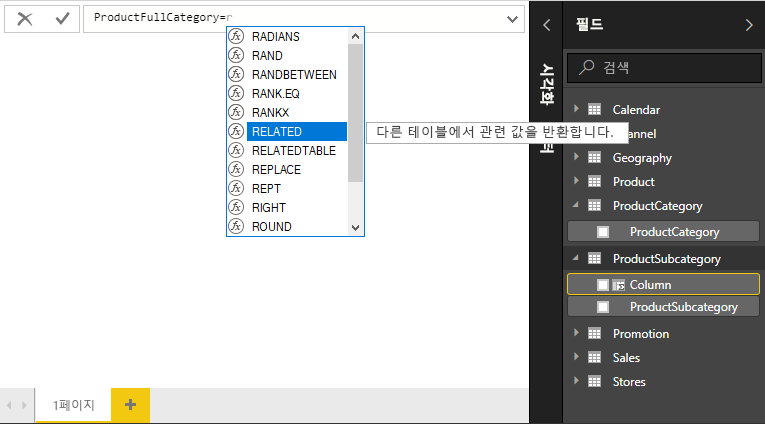 ProductFullCategory=r
RADIANS
RAND
RANDBETWEEN
RANK.EQ
RANKX
RELATED
다른 테이블에서 관련 값을 반환합니다.
RELATEDTABLE
REPLACE
REPT
RIGHT
ROUND
1페이지
시각화
필드
검색
Calendar
Geography
Product
ProductCategory
ProductCategory
ProductSubcategory
Column
ProductSubcategory
Promotion
Sales
Stores